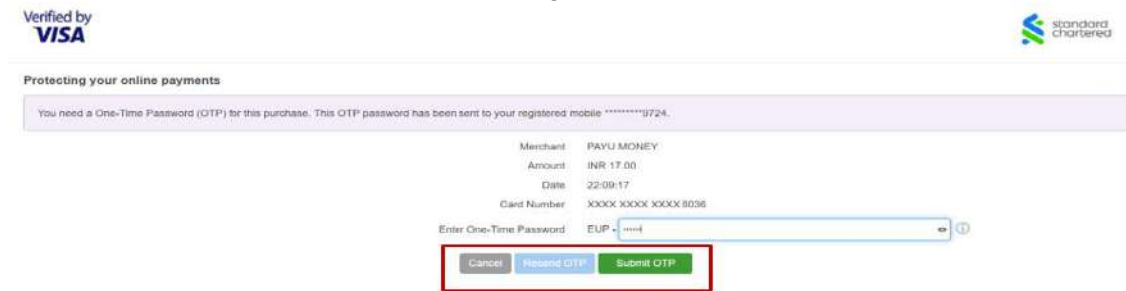 Verified by
VISA
standard
chartered
Protecting your online payments
You need a One-Time Password (OTP) for this purchase. This OTP password has been sent to your registered mobile *********9724.
Merchant PAYU MONEY
Amount INR 17.00
Date 22:09:17
Card Number XXXX XXXX XXXX 8036
Enter One-Time Password EUP -
Cancel Resend OTP Submit OTP